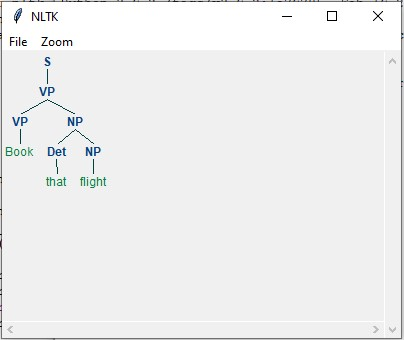 NLTK
File Zoom
S
VP
VP NP
Book Det NP
that flight